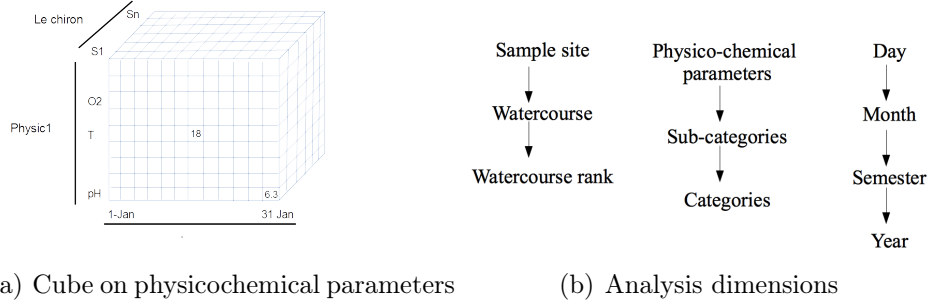 Le chiron
Sn
S1
O2
Physic1
T
18
pH
6.3
1-Jan
31 Jan
a) Cube on physicochemical parameters
Sample site
Watercourse
Watercourse rank
Physico-chemical
parameters
Sub-categories
Categories
Day
Month
Semester
Year
(b) Analysis dimensions